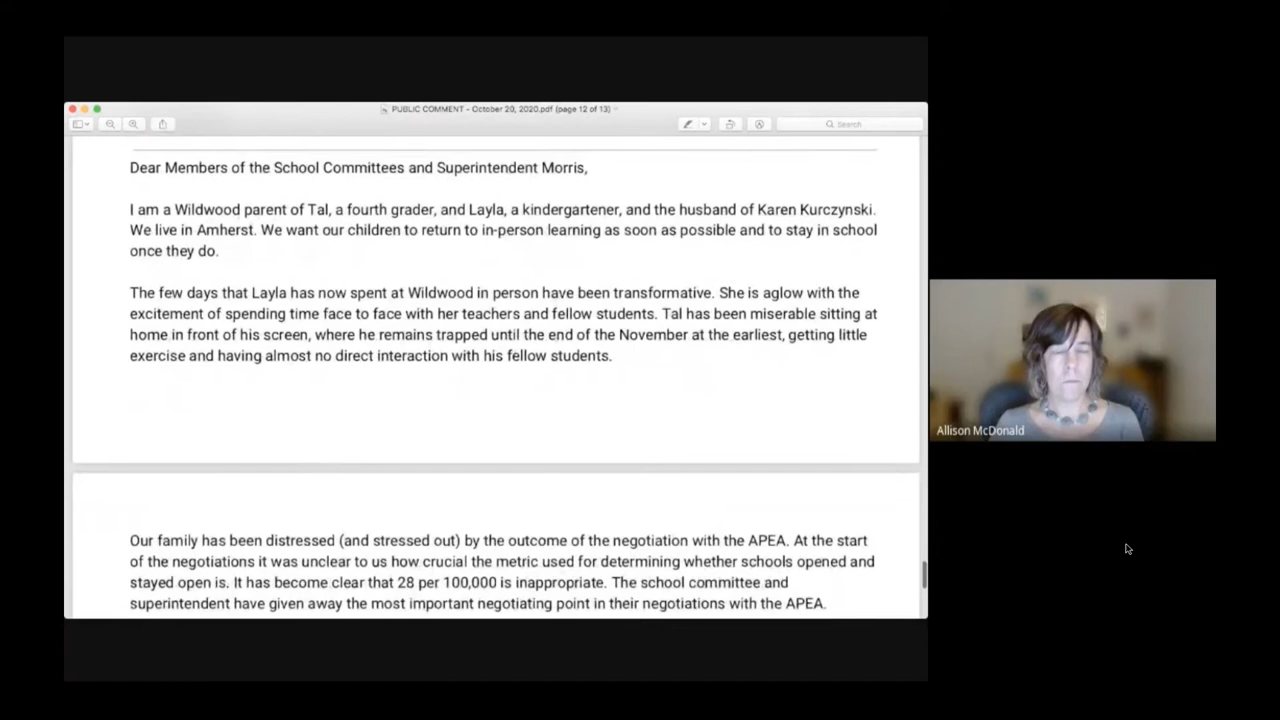 PUBLIC COMMENT - October 20, 2020.pdf (page 12 of 13)
Search
Dear Members of the School Committees and Superintendent Morris,
I am a Wildwood parent of Tal, a fourth grader, and Layla, a kindergartener, and the husband of Karen Kurczynski.
We live in Amherst. We want our children to return to in-person learning as soon as possible and to stay in school
once they do.
The few days that Layla has now spent at Wildwood in person have been transformative. She is aglow with the
excitement of spending time face to face with her teachers and fellow students. Tal has been miserable sitting at
home in front of his screen, where he remains trapped until the end of the November at the earliest, getting little
exercise and having almost no direct interaction with his fellow students.
Allison McDonald
Our family has been distressed (and stressed out) by the outcome of the negotiation with the APEA. At the start
of the negotiations it was unclear to us how crucial the metric used for determining whether schools opened and
stayed open is. It has become clear that 28 per 100,000 is inappropriate. The school committee and
superintendent have given away the most important negotiating point in their negotiations with the APEA.